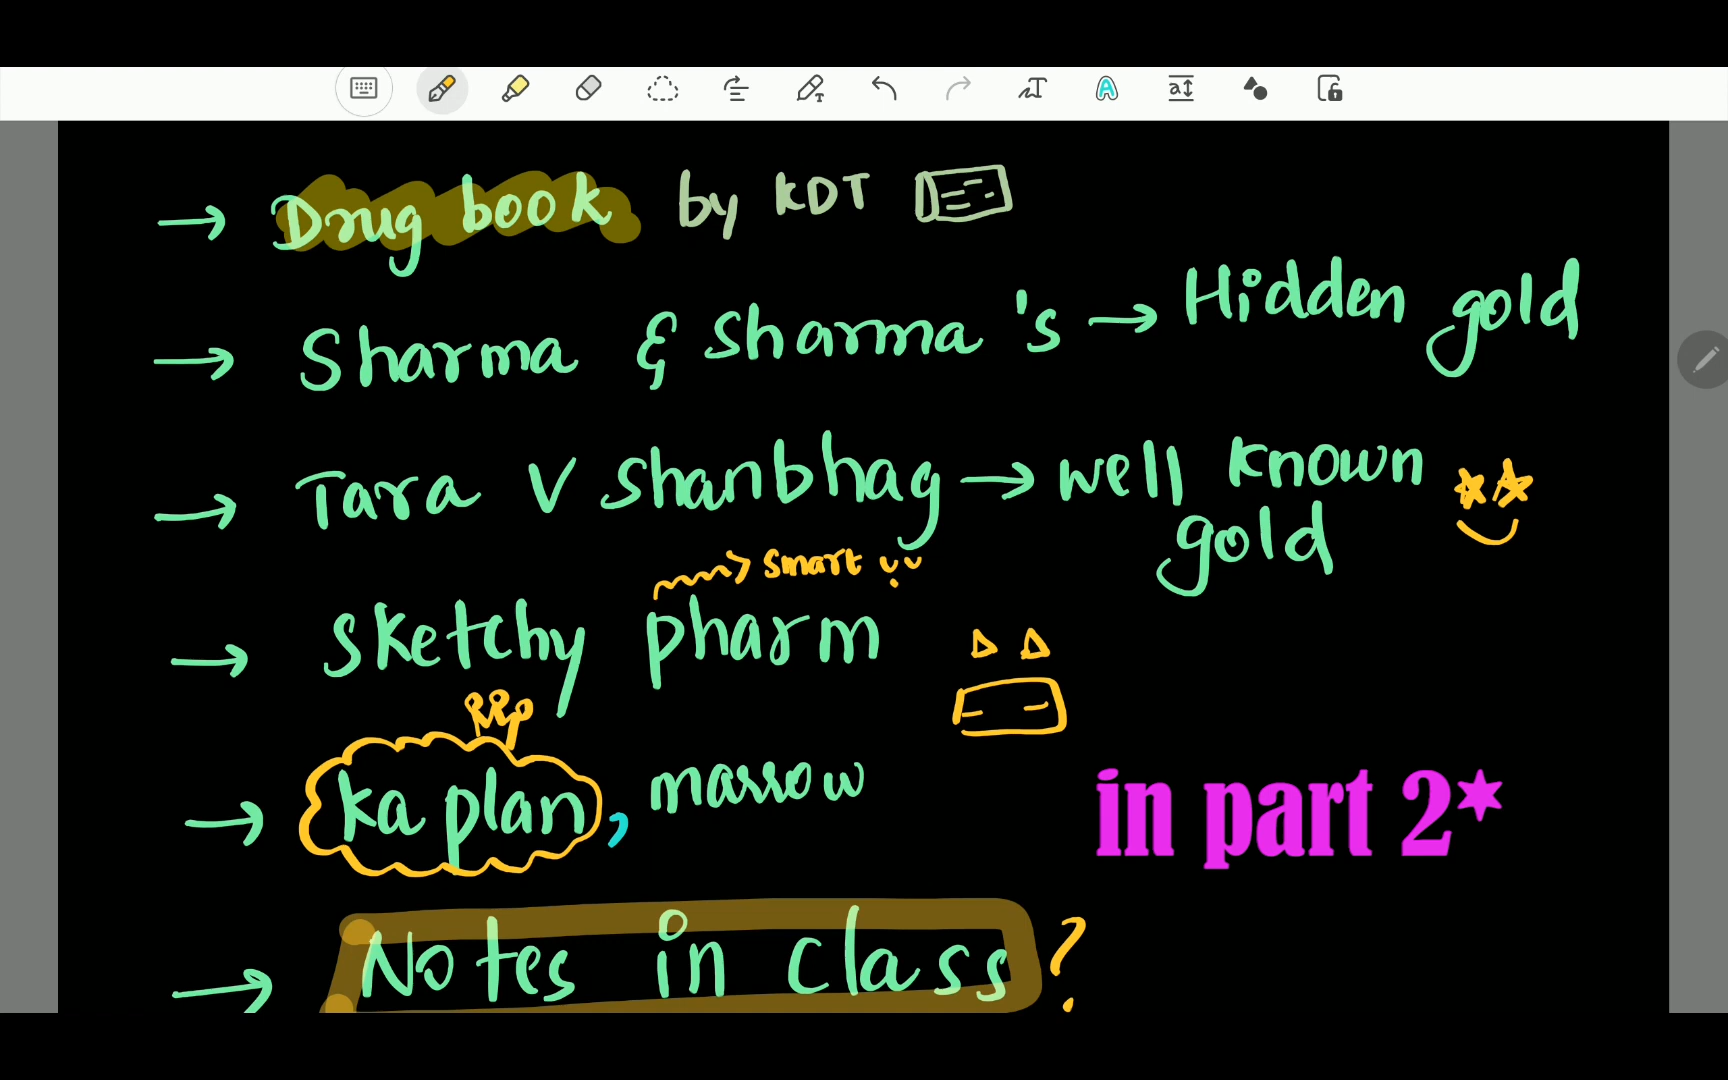 → Drug book by KDT
→ Sharma & Sharma's → Hidden gold
→ Tara V Shanbhag → well known
gold
~~~> smart
→ Sketchy pharm
→ kaplan, marrow
in part 2*
→ Notes in class ?